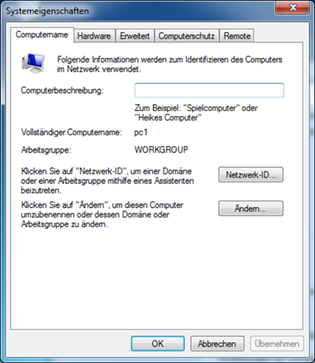 Systemeigenschaften
Computername Hardware Erweitert Computerschutz Remote
Folgende Informationen werden zum Identifizieren des Computers
im Netzwerk verwendet.
Computerbeschreibung:
Zum Beispiel: "Spielcomputer" oder
"Heikes Computer"
Vollständiger Computername: pc1
Arbeitsgruppe: WORKGROUP
Klicken Sie auf "Netzwerk-ID", um einer Domäne
oder einer Arbeitsgruppe mithilfe eines Assistenten
beizutreten.
Netzwerk-ID...
Klicken Sie auf "Ändern", um diesen Computer
umzubenennen oder dessen Domäne oder
Arbeitsgruppe zu ändern.
Ändern...
OK Abbrechen Übernehmen